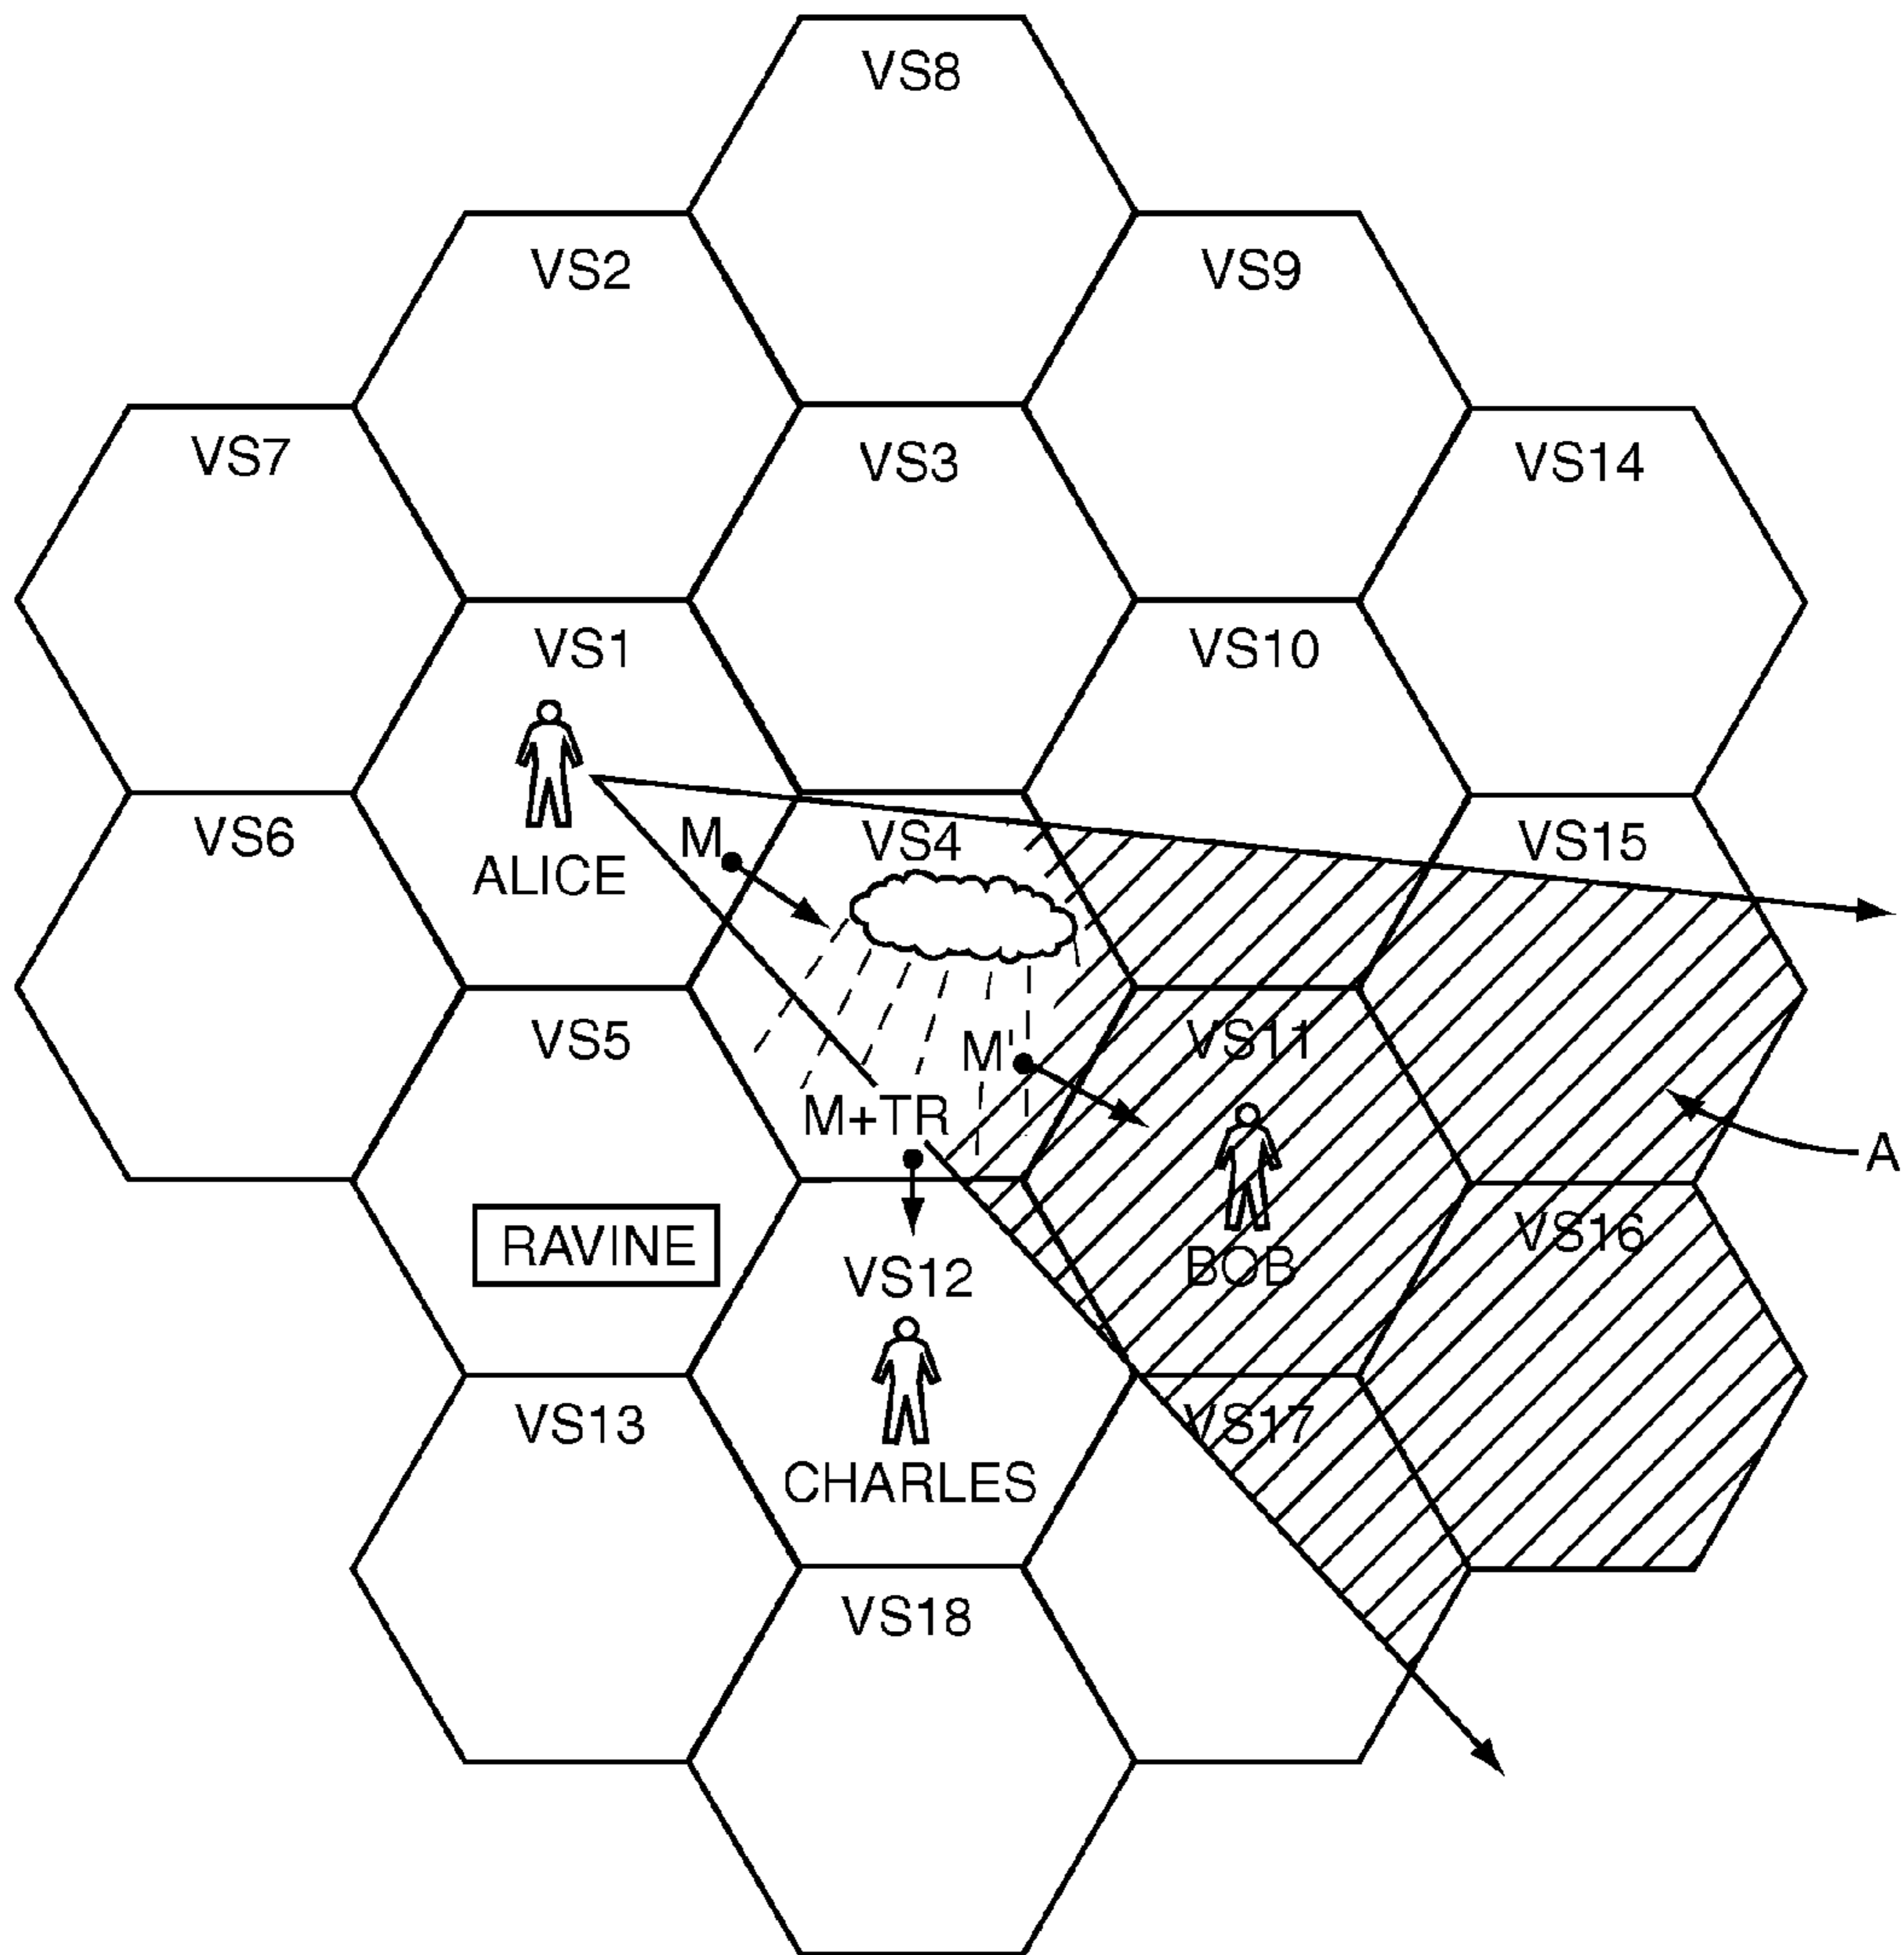 VS8
VS2
VS9
VS7
VS3
VS14
VS1
VS10
VS6
M
VS4
VS15
ALICE
VS5
M'
VS11
M+TR
A
RAVINE
VS12
VS16
BOB
VS13
VS17
CHARLES
VS18